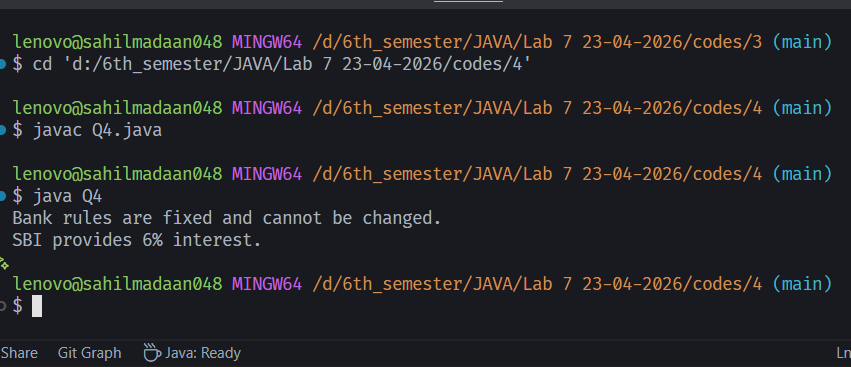 lenovo@sahilmadaan048 MINGW64 /d/6th_semester/JAVA/Lab 7 23-04-2026/codes/3 (main)
$ cd 'd:/6th_semester/JAVA/Lab 7 23-04-2026/codes/4'
lenovo@sahilmadaan048 MINGW64 /d/6th_semester/JAVA/Lab 7 23-04-2026/codes/4 (main)
$ javac Q4.java
lenovo@sahilmadaan048 MINGW64 /d/6th_semester/JAVA/Lab 7 23-04-2026/codes/4 (main)
$ java Q4
Bank rules are fixed and cannot be changed.
SBI provides 6% interest.
lenovo@sahilmadaan048 MINGW64 /d/6th_semester/JAVA/Lab 7 23-04-2026/codes/4 (main)
$
Share Git Graph Java: Ready Ln